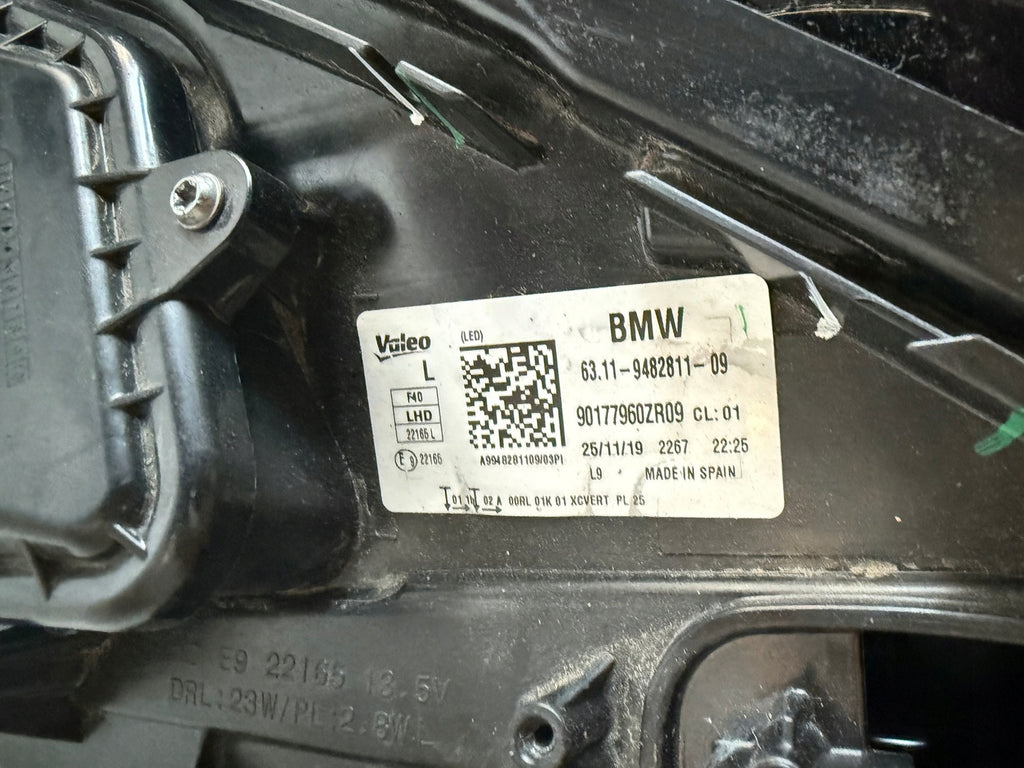 Valeo
(LED)
BMW
L
63.11-9482811-09
F40
LHD
22165 L
90177960ZR09 CL: 01
E 9 22165
A9948281109/03PI
25/11/19 2267 22:25
L9 MADE IN SPAIN
02 A 00RL 01K 01 XCVERT PL 25
E9 22165 13.5V
DRL:23W/PL:2.8W L